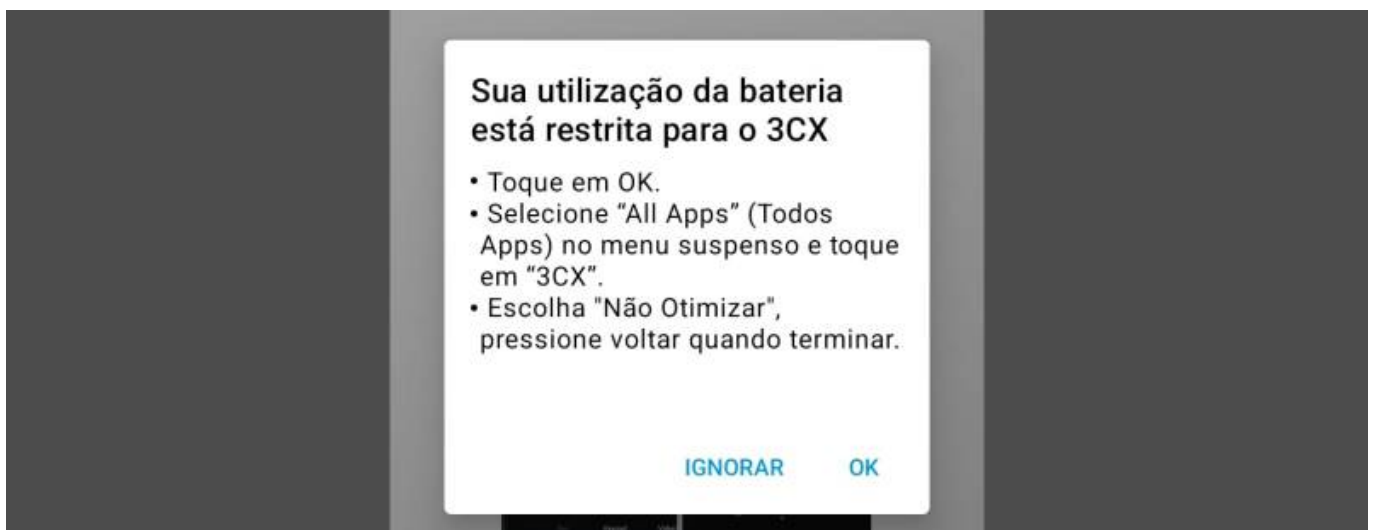 Sua utilização da bateria
está restrita para o 3CX
• Toque em OK.
• Selecione “All Apps” (Todos
Apps) no menu suspenso e toque
em “3CX”.
• Escolha "Não Otimizar",
pressione voltar quando terminar.
IGNORAR OK